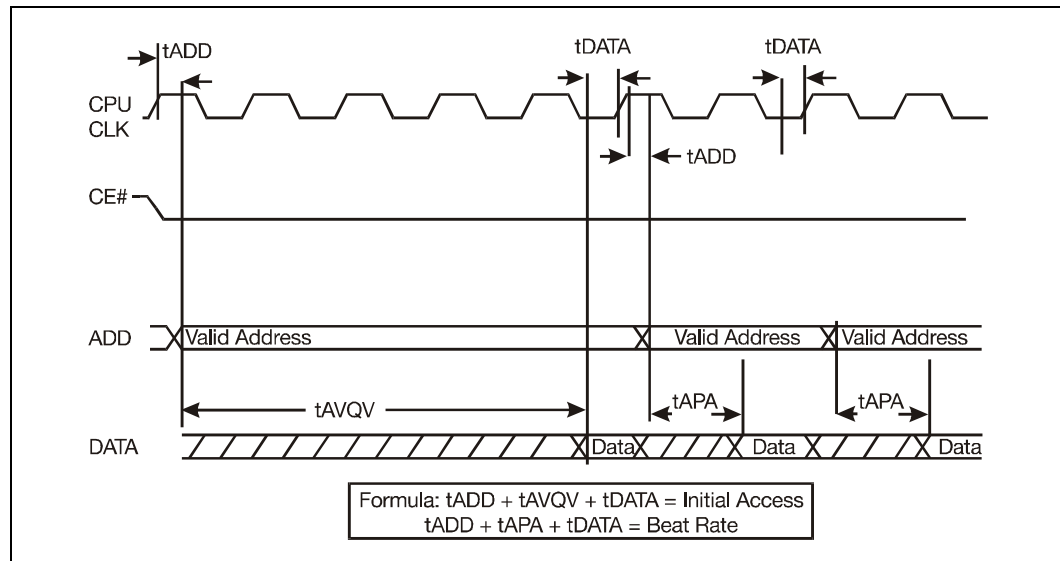 tADD
tDATA
tDATA
CPU
CLK
tADD
CE#
ADD
Valid Address
Valid Address
Valid Address
tAVQV
tAPA
tAPA
DATA
Data
Data
Data
Formula: tADD + tAVQV + tDATA = Initial Access
tADD + tAPA + tDATA = Beat Rate